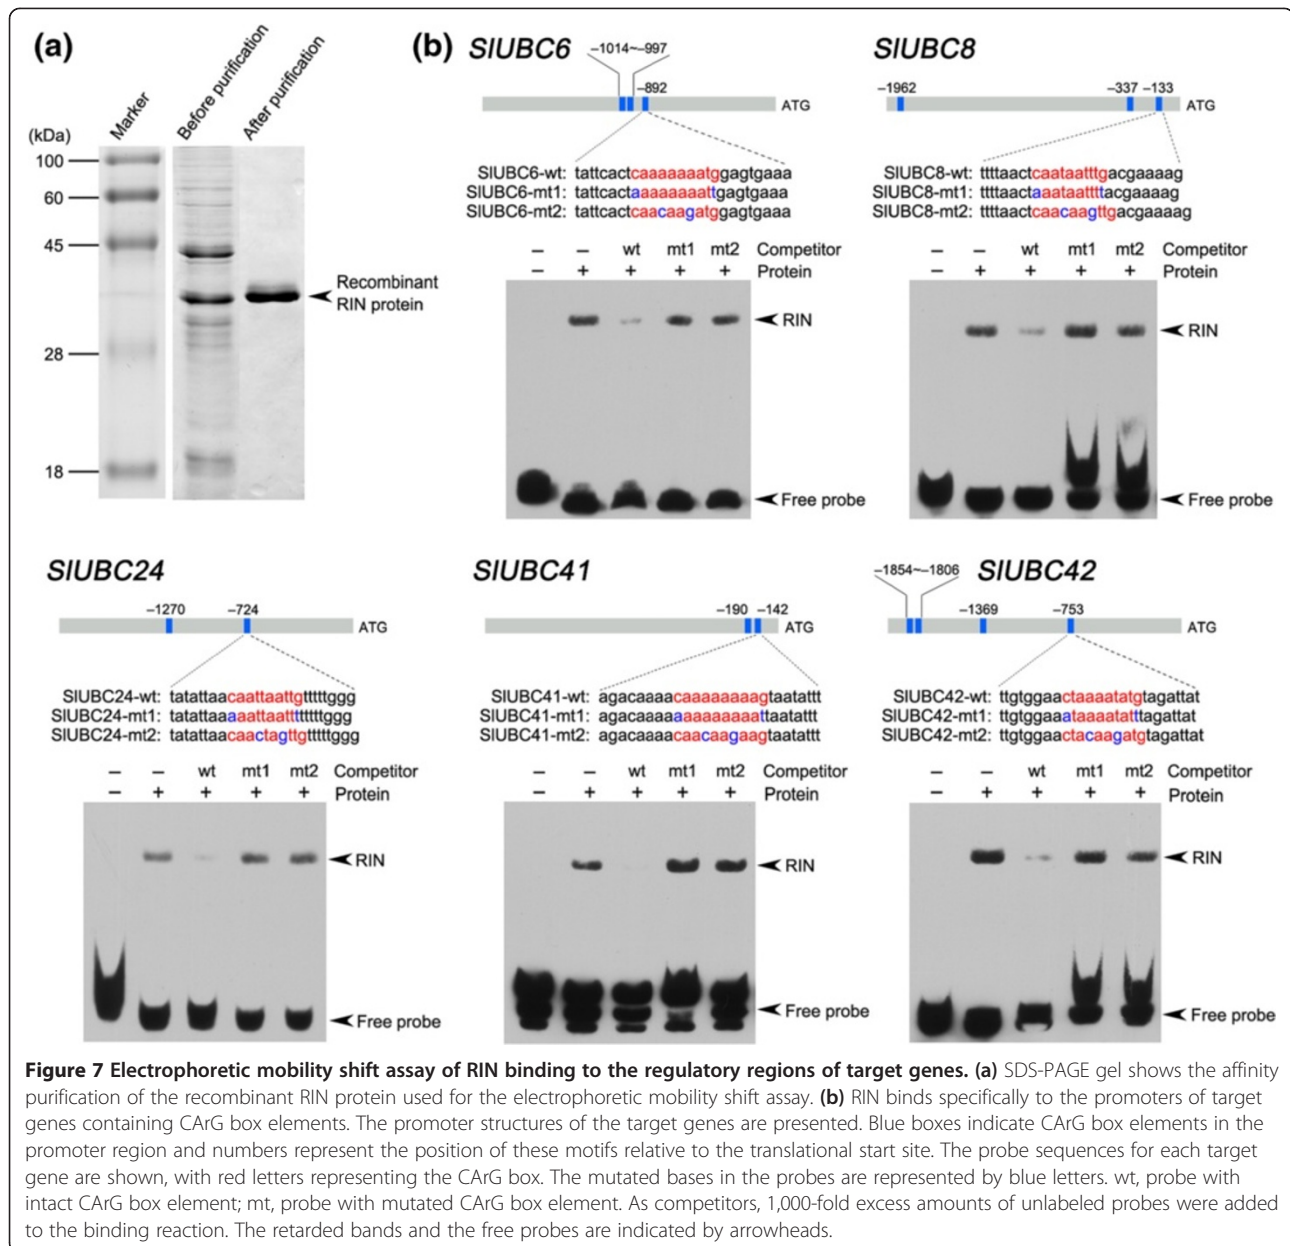 (a)
Before purification
After purification
Marker
(kDa)
100
60
45
28
18
Recombinant
RIN protein
(b) SlUBC6
–1014~–997
–892
ATG
SlUBC6-wt: tattcactcaaaaaaatggagtgaaa
SlUBC6-mt1: tattcactaaaaaaaattgagtgaaa
SlUBC6-mt2: tattcactcaacaagatggagtgaaa
– – wt mt1 mt2 Competitor
– + + + + Protein
RIN
Free probe
SlUBC8
–1962
–337 –133
ATG
SlUBC8-wt: ttttaactcaataatttgacgaaaag
SlUBC8-mt1: ttttaactaaataattttacgaaaag
SlUBC8-mt2: ttttaactcaacaagttgacgaaaag
– – wt mt1 mt2 Competitor
– + + + + Protein
RIN
Free probe
SlUBC24
–1270
–724
ATG
SlUBC24-wt: tatattaacaattaattgtttttggg
SlUBC24-mt1: tatattaaaaattaattttttttggg
SlUBC24-mt2: tatattaacaactagttgtttttggg
– – wt mt1 mt2 Competitor
– + + + + Protein
RIN
Free probe
SlUBC41
–190 –142
ATG
SlUBC41-wt: agacaaaacaaaaaaaagtaatattt
SlUBC41-mt1: agacaaaaaaaaaaaaattaatattt
SlUBC41-mt2: agacaaaacaacaagaagtaatattt
– – wt mt1 mt2 Competitor
– + + + + Protein
RIN
Free probe
–1854~–1806 SlUBC42
–1369
–753
ATG
SlUBC42-wt: ttgtggaactaaaatatgtagattat
SlUBC42-mt1: ttgtggaaataaaatatttagattat
SlUBC42-mt2: ttgtggaactacaagatgtagattat
– – wt mt1 mt2 Competitor
– + + + + Protein
RIN
Free probe
Figure 7 Electrophoretic mobility shift assay of RIN binding to the regulatory regions of target genes. (a) SDS-PAGE gel shows the affinity
purification of the recombinant RIN protein used for the electrophoretic mobility shift assay. (b) RIN binds specifically to the promoters of target
genes containing CArG box elements. The promoter structures of the target genes are presented. Blue boxes indicate CArG box elements in the
promoter region and numbers represent the position of these motifs relative to the translational start site. The probe sequences for each target
gene are shown, with red letters representing the CArG box. The mutated bases in the probes are represented by blue letters. wt, probe with
intact CArG box element; mt, probe with mutated CArG box element. As competitors, 1,000-fold excess amounts of unlabeled probes were added
to the binding reaction. The retarded bands and the free probes are indicated by arrowheads.